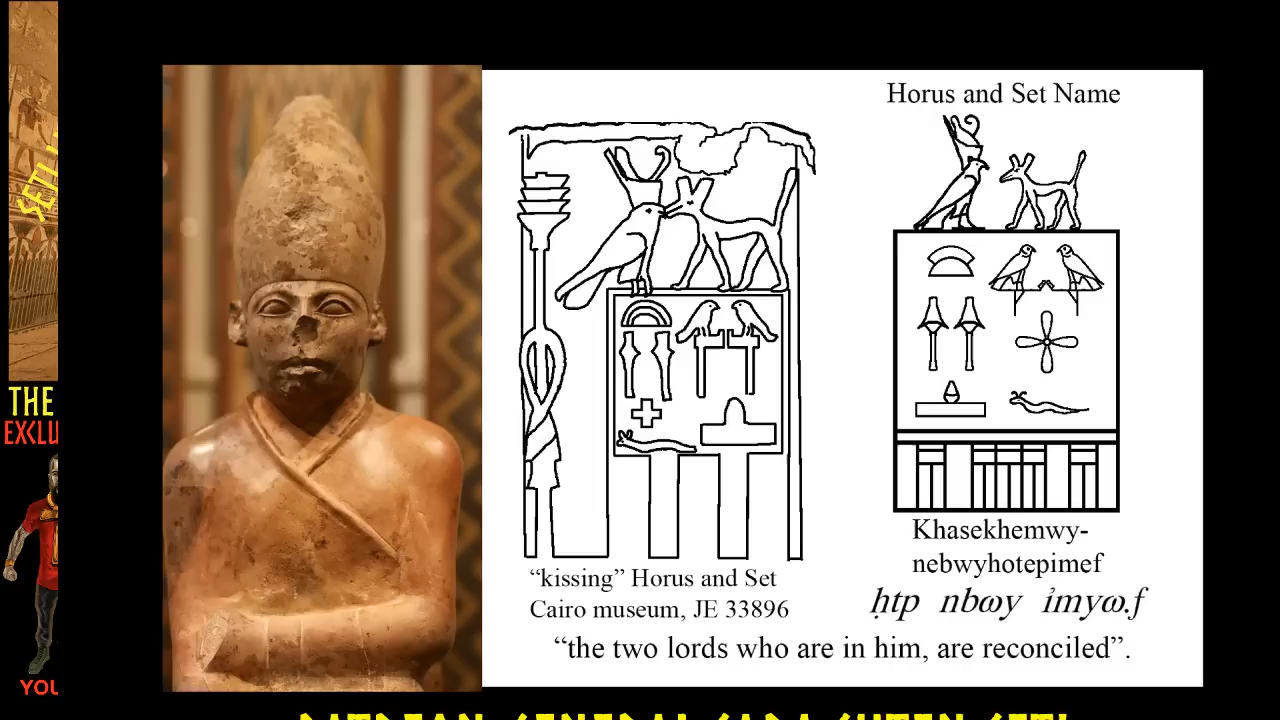 THE
EXCLU
YOU
Horus and Set Name
“kissing” Horus and Set
Cairo museum, JE 33896
Khasekhemwy-
nebwyhotepimef
ḥtp nbωy ỉmyω.f
“the two lords who are in him, are reconciled”.